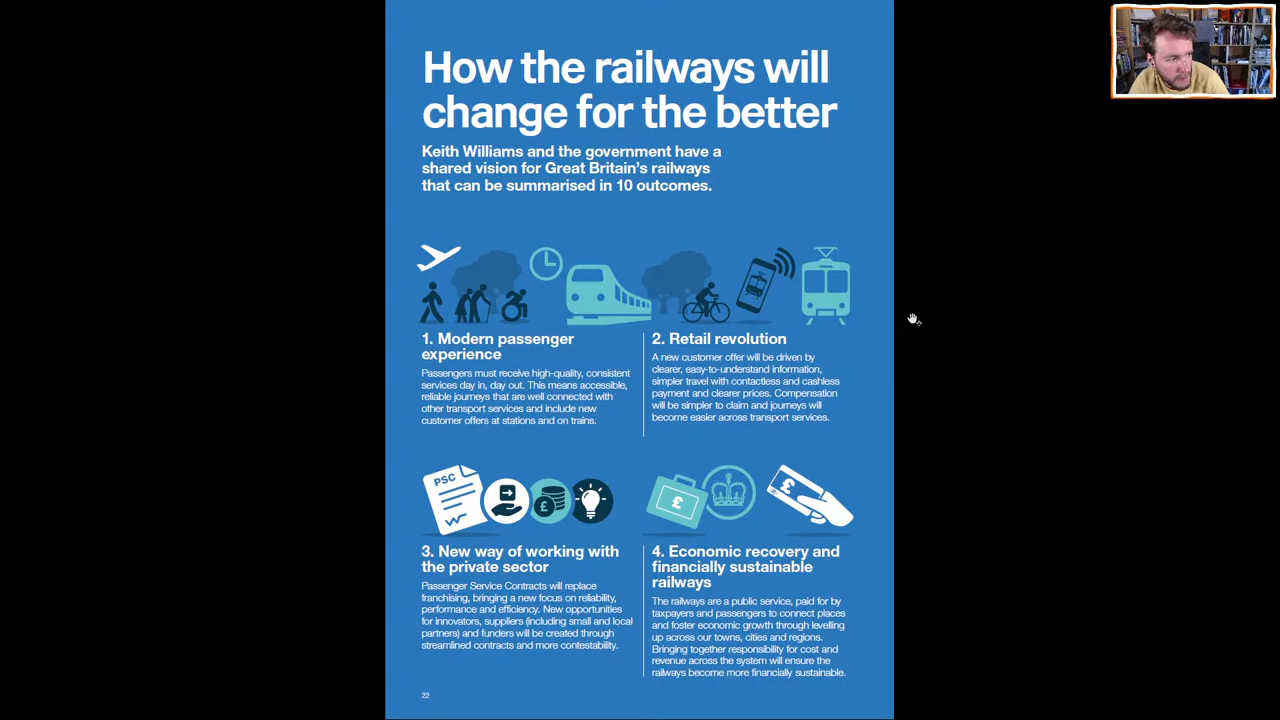 How the railways will
change for the better
Keith Williams and the government have a
shared vision for Great Britain's railways
that can be summarised in 10 outcomes.
1. Modern passenger
experience
Passengers must receive high-quality, consistent
services day in, day out. This means accessible,
reliable journeys that are well connected with
other transport services and include new
customer offers at stations and on trains.
2. Retail revolution
A new customer offer will be driven by
clearer, easy-to-understand information,
simpler travel with contactless and cashless
payment and clearer prices. Compensation
will be simpler to claim and journeys will
become easier across transport services.
PSC
£
£
£
3. New way of working with
the private sector
Passenger Service Contracts will replace
franchising, bringing a new focus on reliability,
performance and efficiency. New opportunities
for innovators, suppliers (including small and local
partners) and funders will be created through
streamlined contracts and more contestability.
4. Economic recovery and
financially sustainable
railways
The railways are a public service, paid for by
taxpayers and passengers to connect places
and foster economic growth through levelling
up across our towns, cities and regions.
Bringing together responsibility for cost and
revenue across the system will ensure the
railways become more financially sustainable.
22